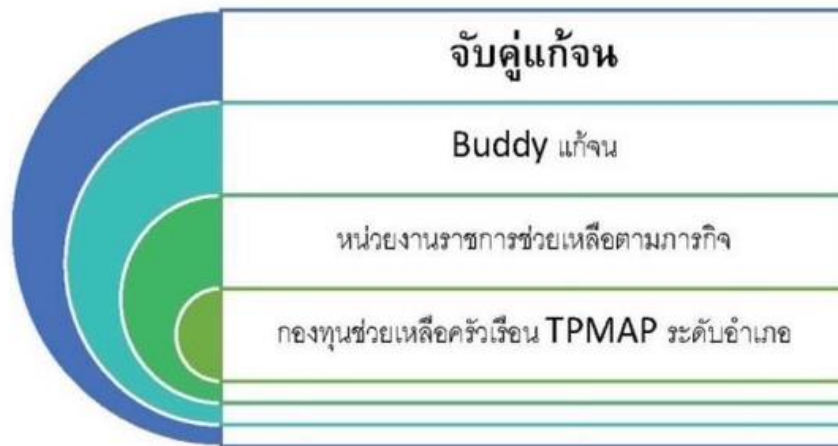 จับคู่แก้จน
Buddy แก้จน
หน่วยงานราชการช่วยเหลือตามภารกิจ
กองทุนช่วยเหลือครัวเรือน TPMAP ระดับอำเภอ